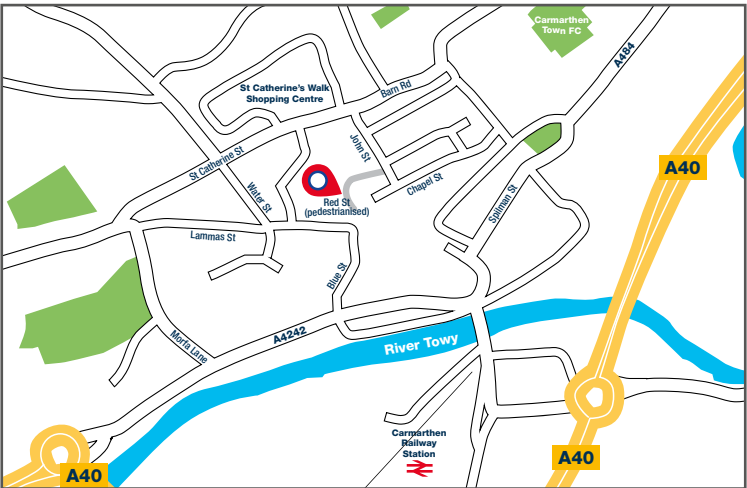 Carmarthen
Town FC
A484
St Catherine's Walk
Shopping Centre
Barn Rd
John St
St Catherine St
A40
Water St
Chapel St
Red St
(pedestrianised)
Spilman St
Lammas St
Blue St
A4242
Morfa Lane
River Towy
Carmarthen
Railway
Station
A40
A40